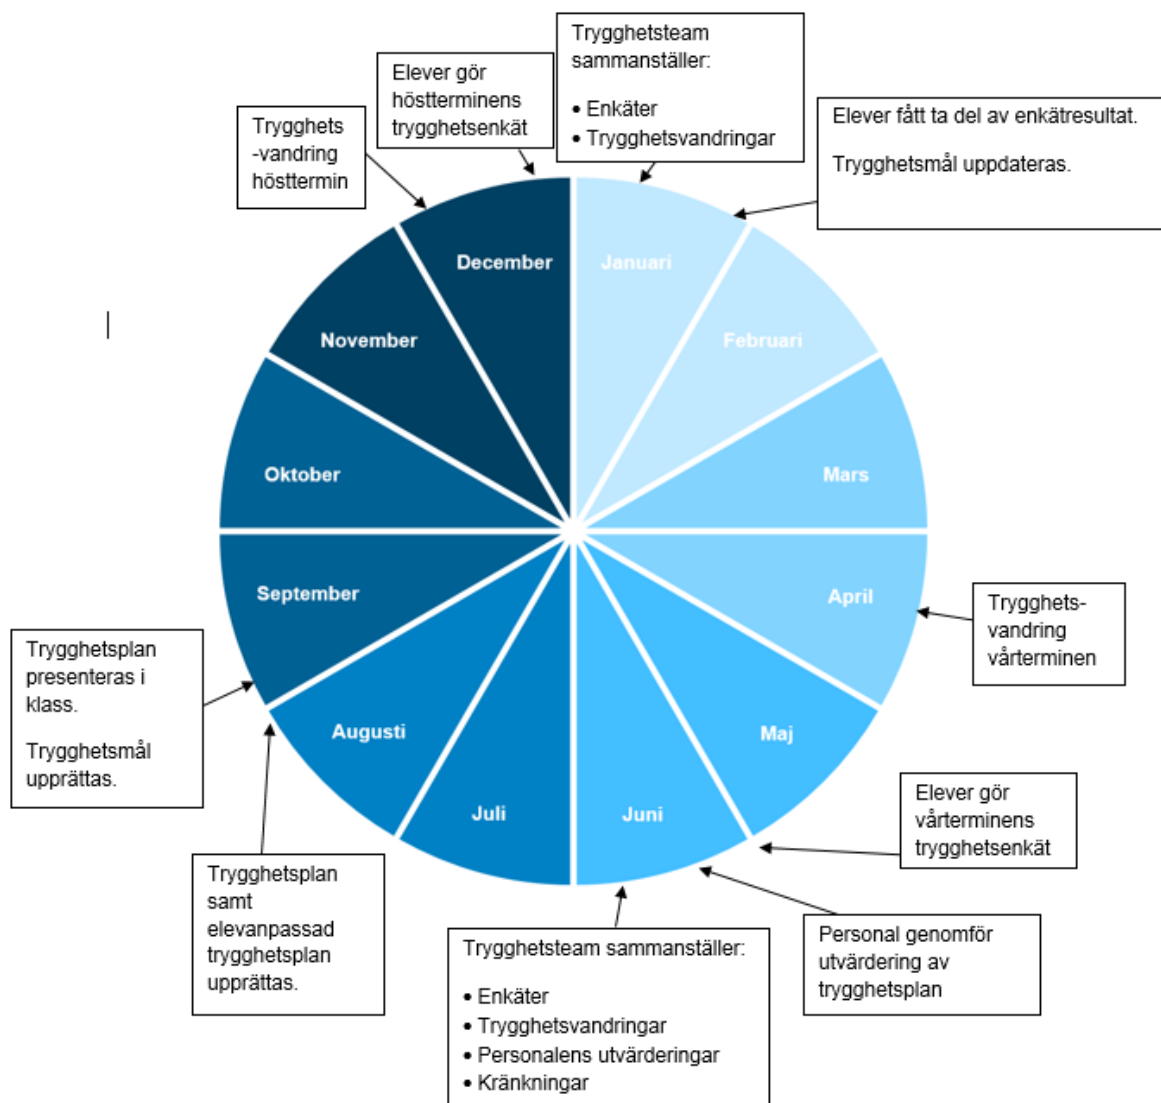 Trygghetsteam
sammanställer:
• Enkäter
• Trygghetsvandringar
Elever gör
höstterminens
trygghetsenkät
Trygghets
-vandring
hösttermin
Elever fått ta del av enkätresultat.
Trygghetsmål uppdateras.
December
Januari
November
Februari
Oktober
Mars
September
April
Augusti
Maj
Juli
Juni
Trygghets-
vandring
vårterminen
Trygghetsplan
presenteras i
klass.
Trygghetsmål
upprättas.
Elever gör
vårterminens
trygghetsenkät
Trygghetsplan
samt
elevanpassad
trygghetsplan
upprättas.
Personal genomför
utvärdering av
trygghetsplan
Trygghetsteam sammanställer:
• Enkäter
• Trygghetsvandringar
• Personalens utvärderingar
• Kränkningar